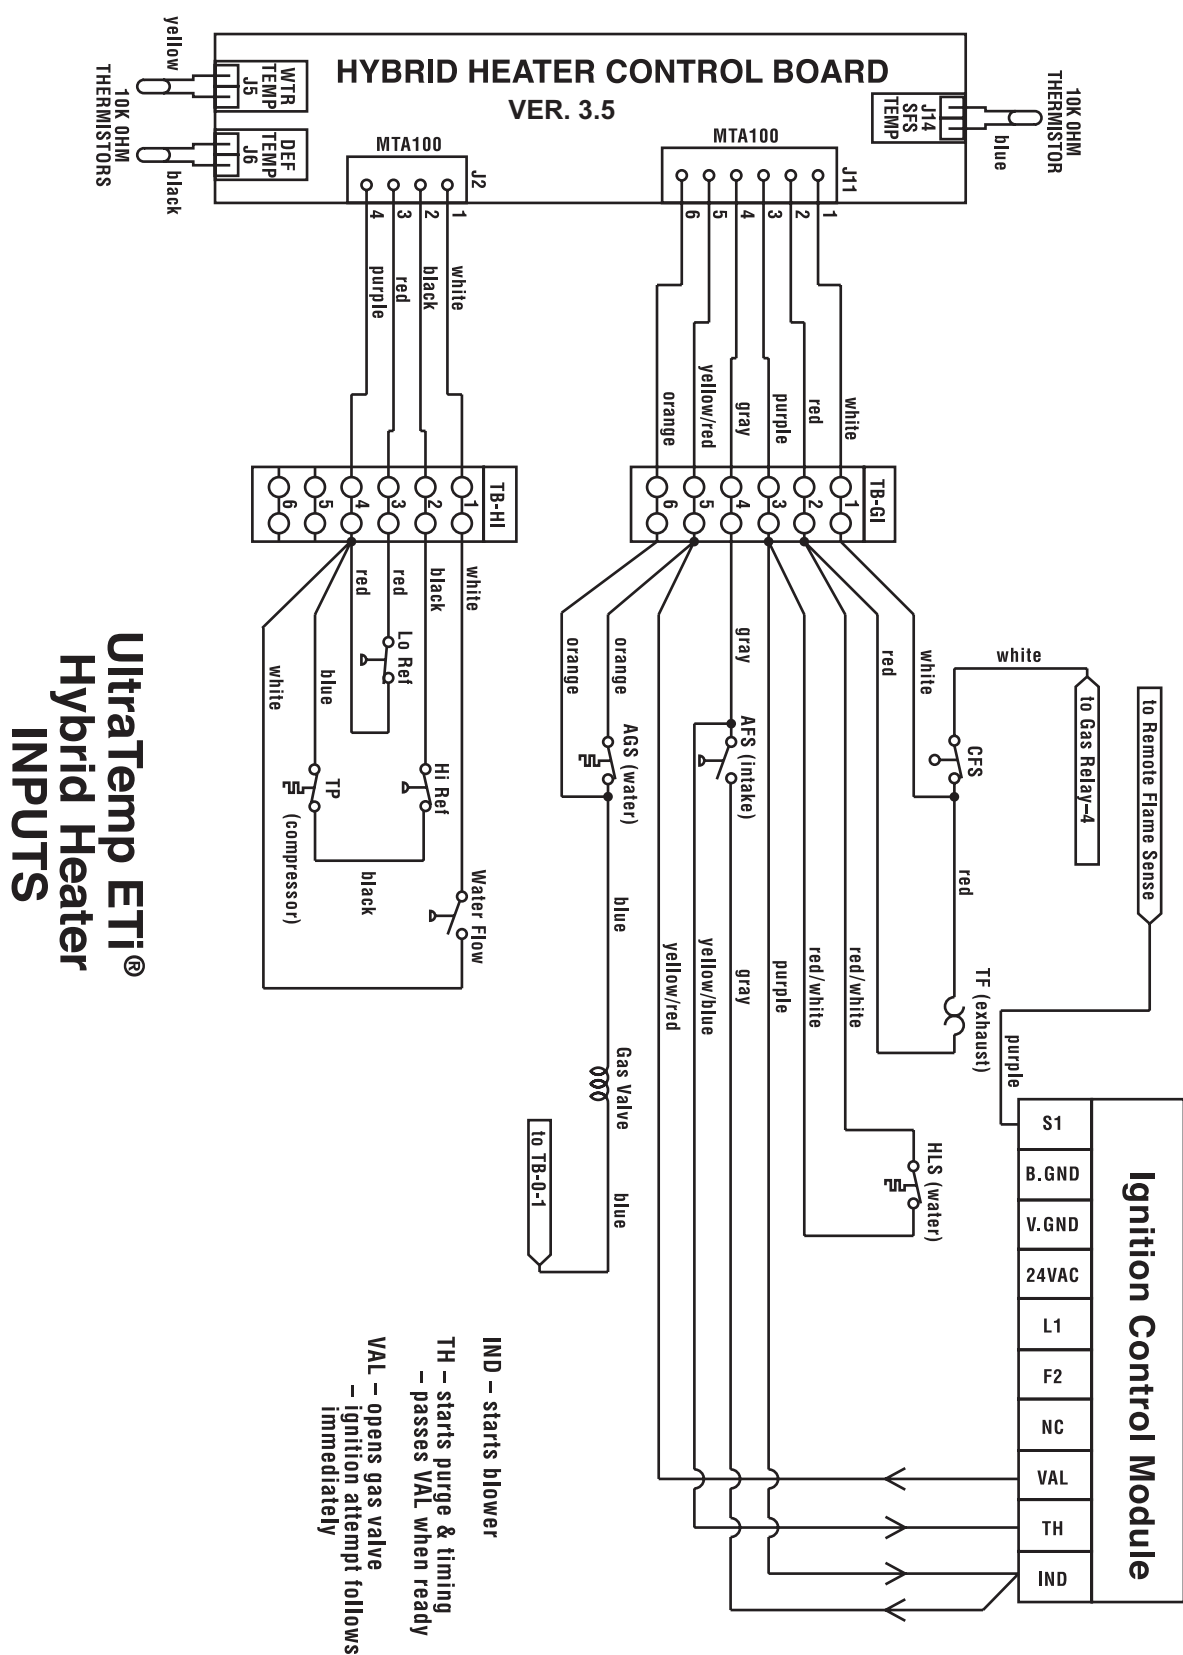 HYBRID HEATER CONTROL BOARD
VER. 3.5
yellow
WTR
TEMP
J5
DEF
TEMP
J6
black
10K OHM
THERMISTORS
MTA100
J2
1
2
3
4
MTA100
J11
1
2
3
4
5
6
J14
SFS
TEMP
blue
10K OHM
THERMISTOR
white
black
red
purple
white
red
purple
gray
yellow/red
orange
TB-HI
1
2
3
4
5
6
TB-GI
1
2
3
4
5
6
white
black
red
red
blue
white
Lo Ref
Hi Ref
TP
(compressor)
black
Water Flow
orange
orange
gray
red
white
white
AGS (water)
AFS (intake)
CFS
to Gas Relay–4
to Remote Flame Sense
blue
yellow/red
yellow/blue
gray
purple
red/white
red/white
red
TF (exhaust)
purple
Gas Valve
blue
to TB-0-1
HLS (water)
Ignition Control Module
S1
B.GND
V.GND
24VAC
L1
F2
NC
VAL
TH
IND
IND – starts blower
TH – starts purge & timing
– passes VAL when ready
VAL – opens gas valve
– ignition attempt follows
immediately
UltraTemp ETi®
Hybrid Heater
INPUTS